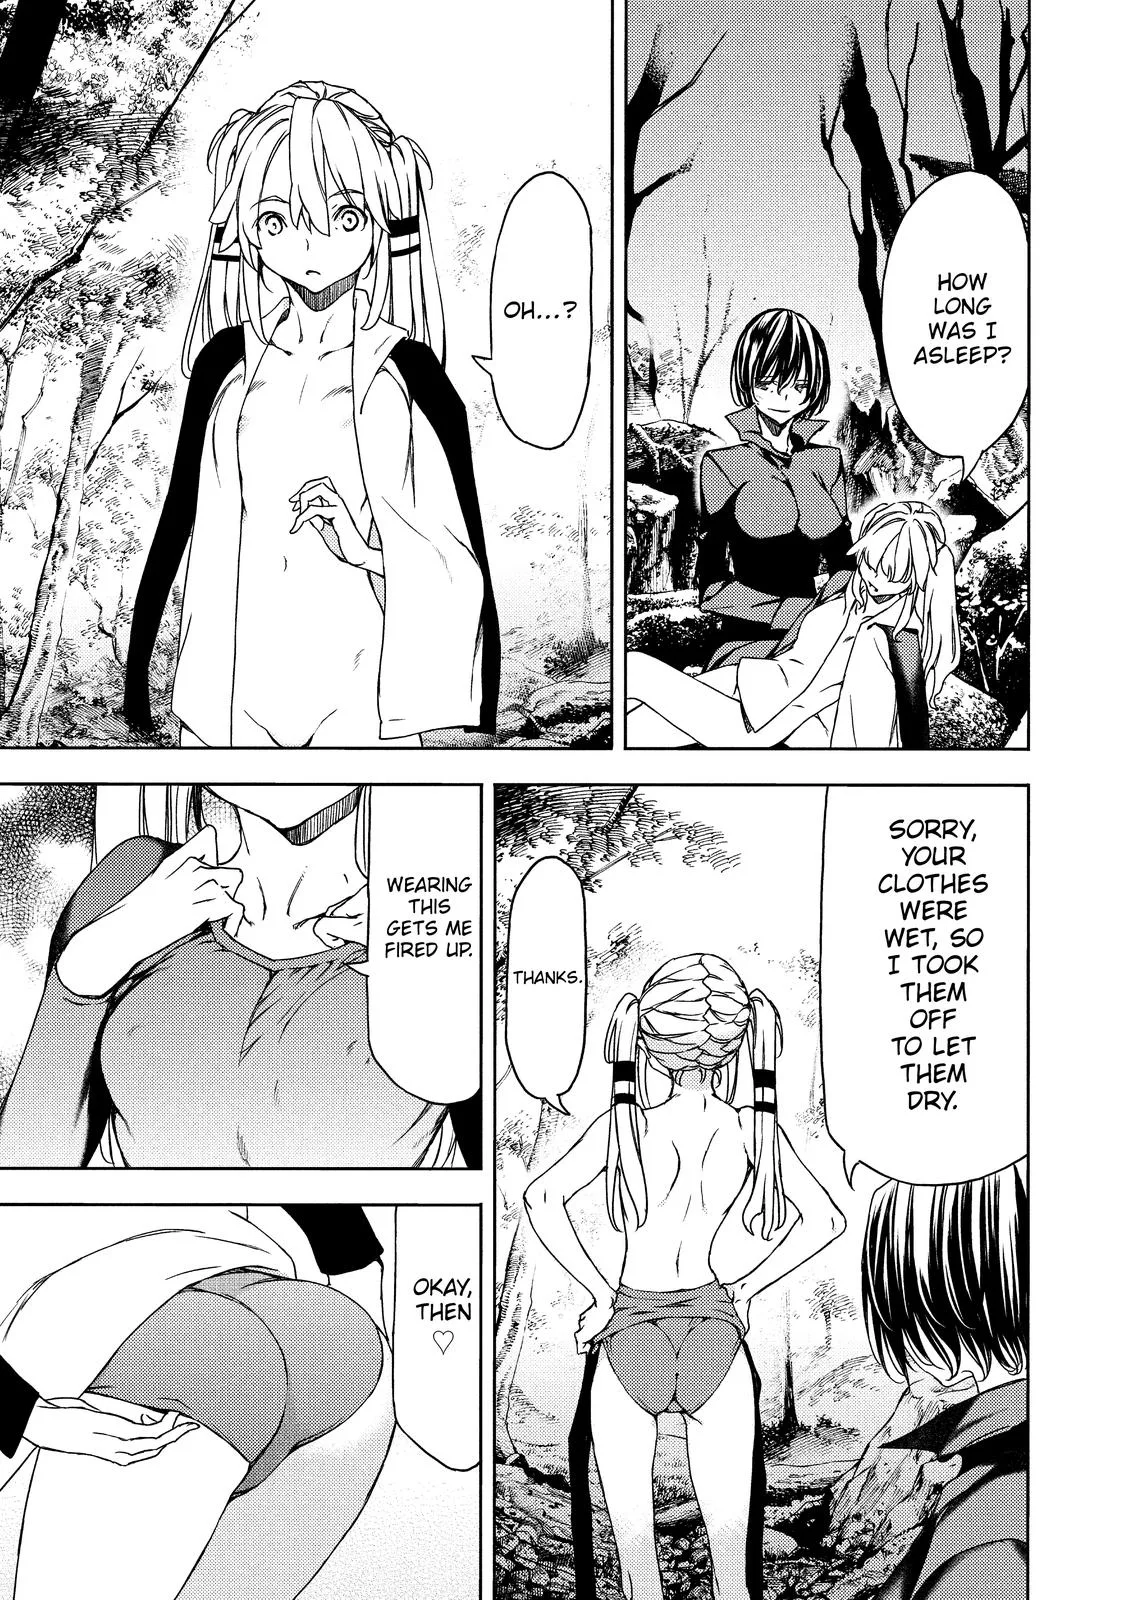 HOW
LONG
WAS I
ASLEEP?
OH...?
SORRY,
YOUR
CLOTHES
WERE
WET, SO
I TOOK
THEM
OFF
TO LET
THEM
DRY.
THANKS.
WEARING
THIS
GETS ME
FIRED UP.
OKAY,
THEN
♡